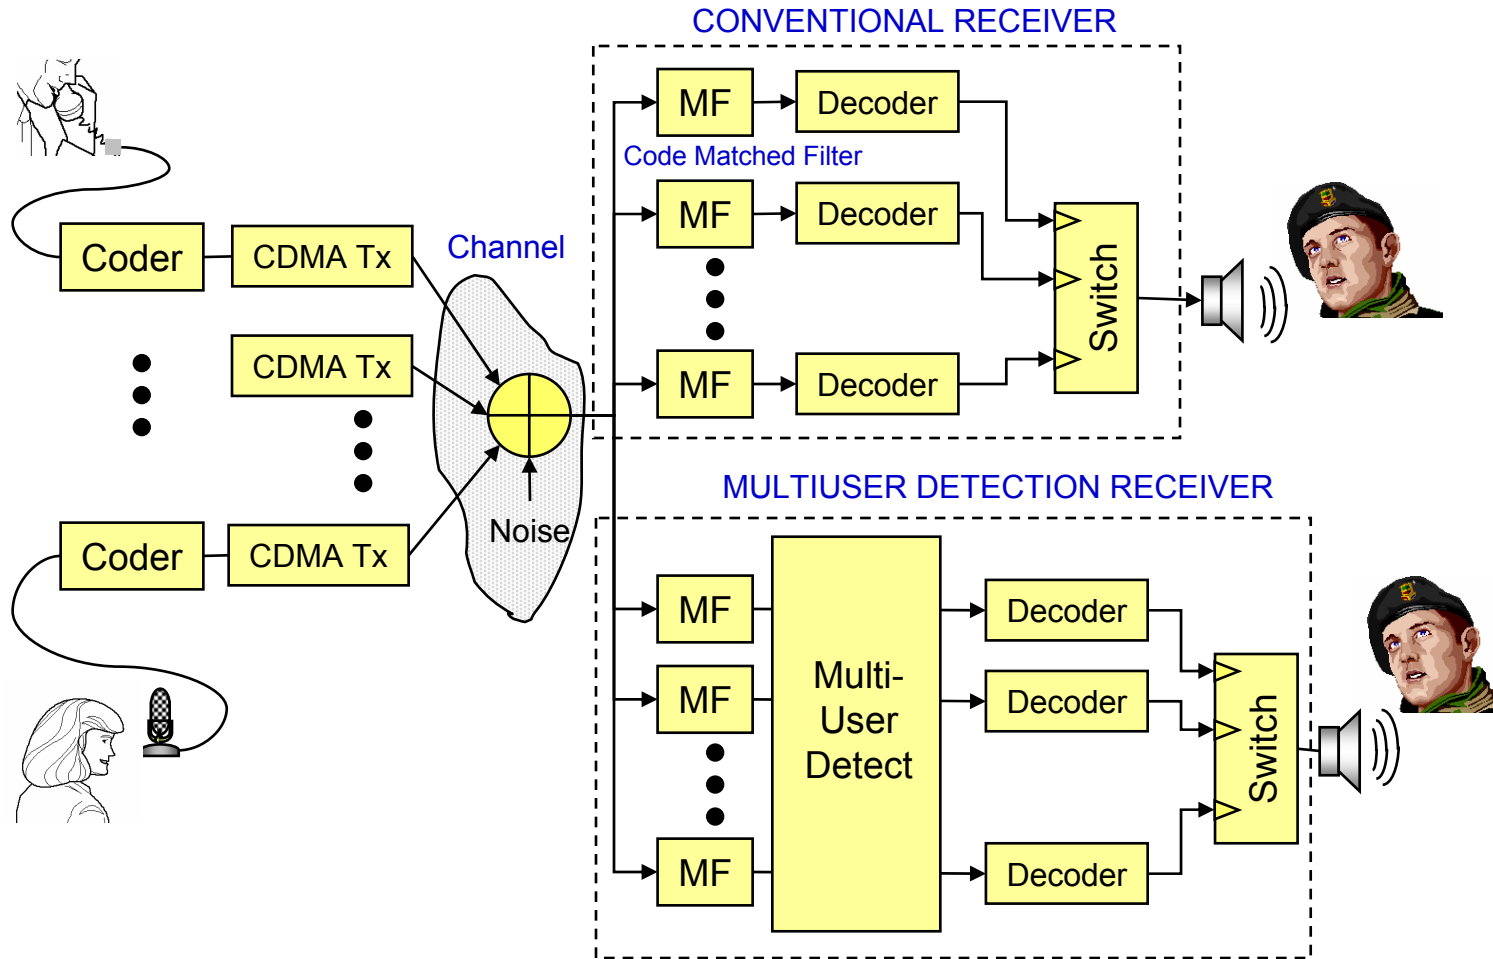 CONVENTIONAL RECEIVER
MF
Decoder
Code Matched Filter
MF
Decoder
MF
Decoder
Switch
Coder
CDMA Tx
Channel
CDMA Tx
Coder
CDMA Tx
Noise
MULTIUSER DETECTION RECEIVER
MF
MF
MF
Multi-
User
Detect
Decoder
Decoder
Decoder
Switch